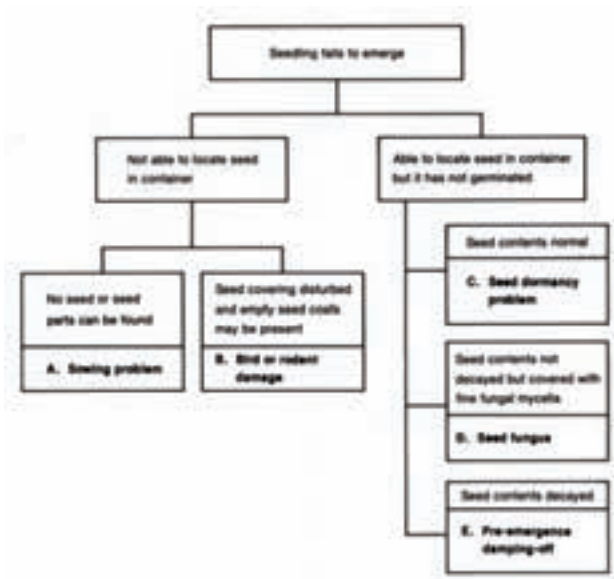 Seedling fails to emerge
Not able to locate seed
in container
Able to locate seed in container
but it has not germinated
No seed or seed
parts can be found
A. Sowing problem
Seed covering disturbed
and empty seed coats
may be present
B. Bird or rodent
damage
Seed contents normal
C. Seed dormancy
problem
Seed contents not
decayed but covered with
fine fungal mycelia
D. Seed fungus
Seed contents decayed
E. Pre-emergence
damping-off